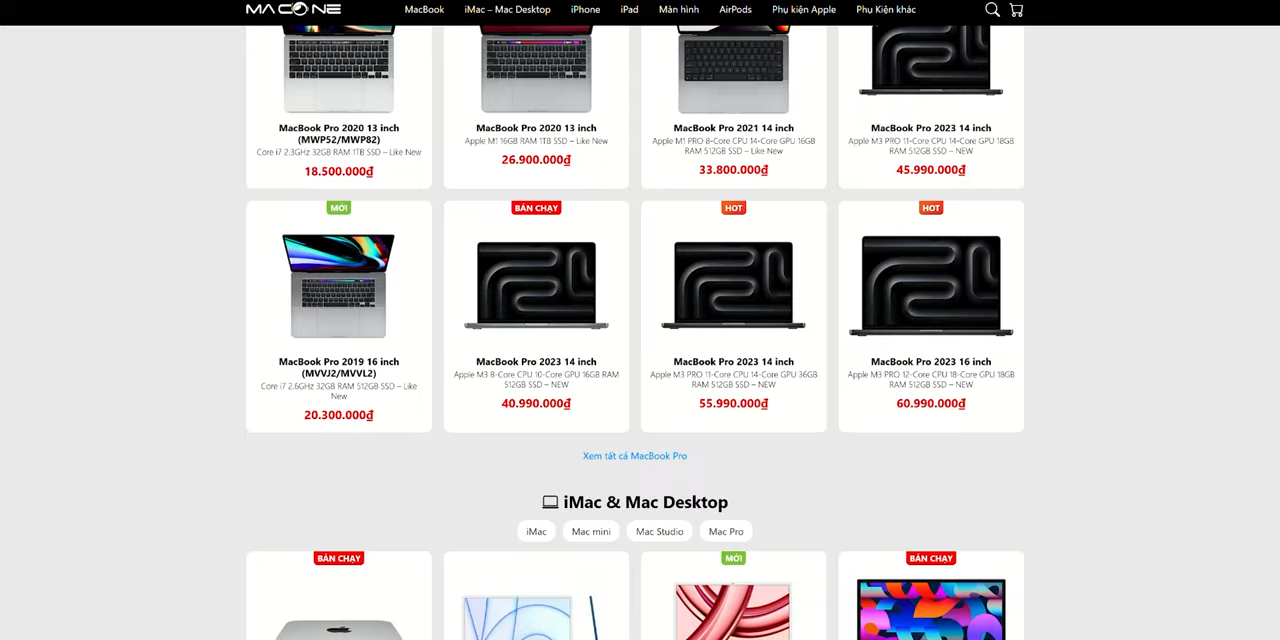 MACONE
MacBook
iMac – Mac Desktop
iPhone
iPad
Màn hình
AirPods
Phụ kiện Apple
Phụ Kiện khác
MacBook Pro 2020 13 inch
(MWP52/MWP82)
Core i7 2.3GHz 32GB RAM 1TB SSD – Like New
18.500.000₫
MacBook Pro 2020 13 inch
Apple M1 16GB RAM 1TB SSD – Like New
26.900.000₫
MacBook Pro 2021 14 inch
Apple M1 PRO 8-Core CPU 14-Core GPU 16GB
RAM 512GB SSD – Like New
33.800.000₫
MacBook Pro 2023 14 inch
Apple M3 PRO 11-Core CPU 14-Core GPU 18GB
RAM 512GB SSD – NEW
45.990.000₫
MỚI
MacBook Pro 2019 16 inch
(MVVJ2/MVVL2)
Core i7 2.6GHz 32GB RAM 512GB SSD – Like
New
20.300.000₫
BÁN CHẠY
MacBook Pro 2023 14 inch
Apple M3 8-Core CPU 10-Core GPU 16GB RAM
512GB SSD – NEW
40.990.000₫
HOT
MacBook Pro 2023 14 inch
Apple M3 PRO 11-Core CPU 14-Core GPU 36GB
RAM 512GB SSD – NEW
55.990.000₫
HOT
MacBook Pro 2023 16 inch
Apple M3 PRO 12-Core CPU 18-Core GPU 18GB
RAM 512GB SSD – NEW
60.990.000₫
Xem tất cả MacBook Pro
iMac & Mac Desktop
iMac
Mac mini
Mac Studio
Mac Pro
BÁN CHẠY
MỚI
BÁN CHẠY